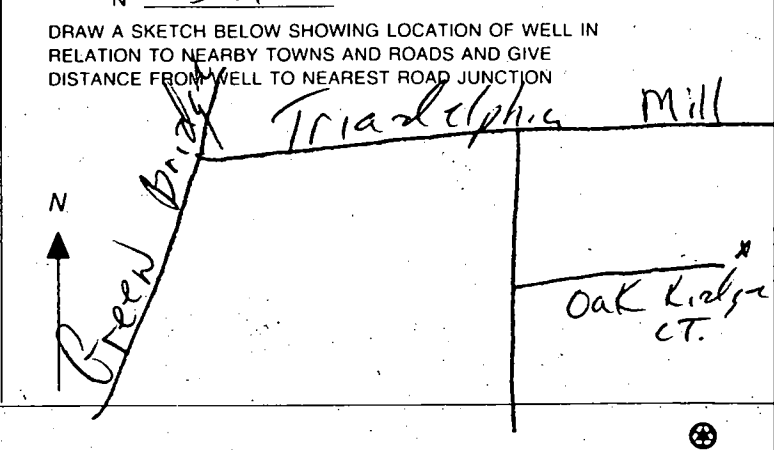 N
DRAW A SKETCH BELOW SHOWING LOCATION OF WELL IN
RELATION TO NEARBY TOWNS AND ROADS AND GIVE
DISTANCE FROM WELL TO NEAREST ROAD JUNCTION
Triadelphia Mill
Green Bridge
N
Oak Ridge
CT.